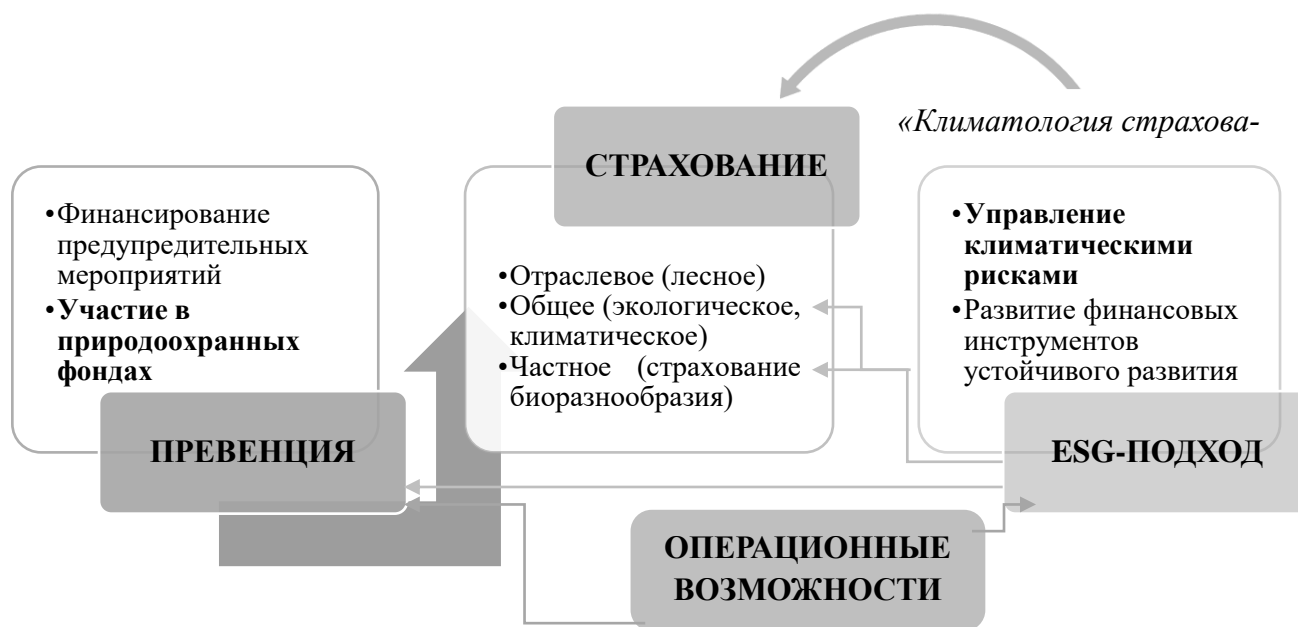 «Климатология страхова-
СТРАХОВАНИЕ
•Финансирование
предупредительных
мероприятий
•Участие в
природоохранных
фондах
ПРЕВЕНЦИЯ
•Отраслевое (лесное)
•Общее (экологическое,
климатическое)
•Частное (страхование
биоразнообразия)
•Управление
климатическими
рисками
•Развитие финансовых
инструментов
устойчивого развития
ESG-ПОДХОД
ОПЕРАЦИОННЫЕ
ВОЗМОЖНОСТИ